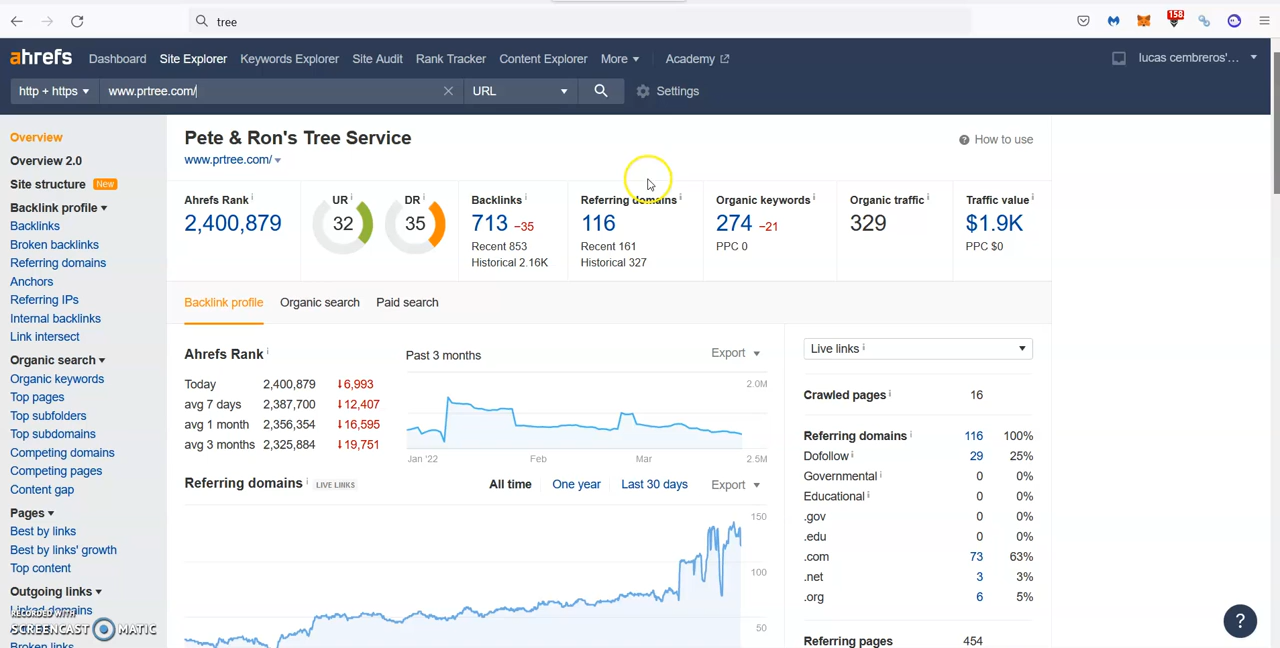 tree
158
ahrefs Dashboard Site Explorer Keywords Explorer Site Audit Rank Tracker Content Explorer More Academy lucas cembreros'...
http + https www.prtree.com/ URL Settings
Overview
Overview 2.0
Site structure New
Backlink profile
Backlinks
Broken backlinks
Referring domains
Anchors
Referring IPs
Internal backlinks
Link intersect
Organic search
Organic keywords
Top pages
Top subfolders
Top subdomains
Competing domains
Competing pages
Content gap
Pages
Best by links
Best by links' growth
Top content
Outgoing links
Linked domains
Broken links
RECORDED WITH
SCREENCAST MATIC
Pete & Ron's Tree Service
? How to use
www.prtree.com/
Ahrefs Rank i UR i DR i Backlinks i Referring domains i Organic keywords i Organic traffic i Traffic value i
2,400,879 32 35 713 −35 116 274 −21 329 $1.9K
Recent 853 Recent 161 PPC 0 PPC $0
Historical 2.16K Historical 327
Backlink profile Organic search Paid search
Ahrefs Rank i Past 3 months Export
Today 2,400,879 ↓6,993
avg 7 days 2,387,700 ↓12,407
avg 1 month 2,356,354 ↓16,595
avg 3 months 2,325,884 ↓19,751
2.0M
Jan '22 Feb Mar 2.5M
Referring domains i LIVE LINKS All time One year Last 30 days Export
150
100
50
Live links i
Crawled pages i 16
Referring domains i 116 100%
Dofollow i 29 25%
Governmental i 0 0%
Educational i 0 0%
.gov 0 0%
.edu 0 0%
.com 73 63%
.net 3 3%
.org 6 5%
Referring pages 454
?